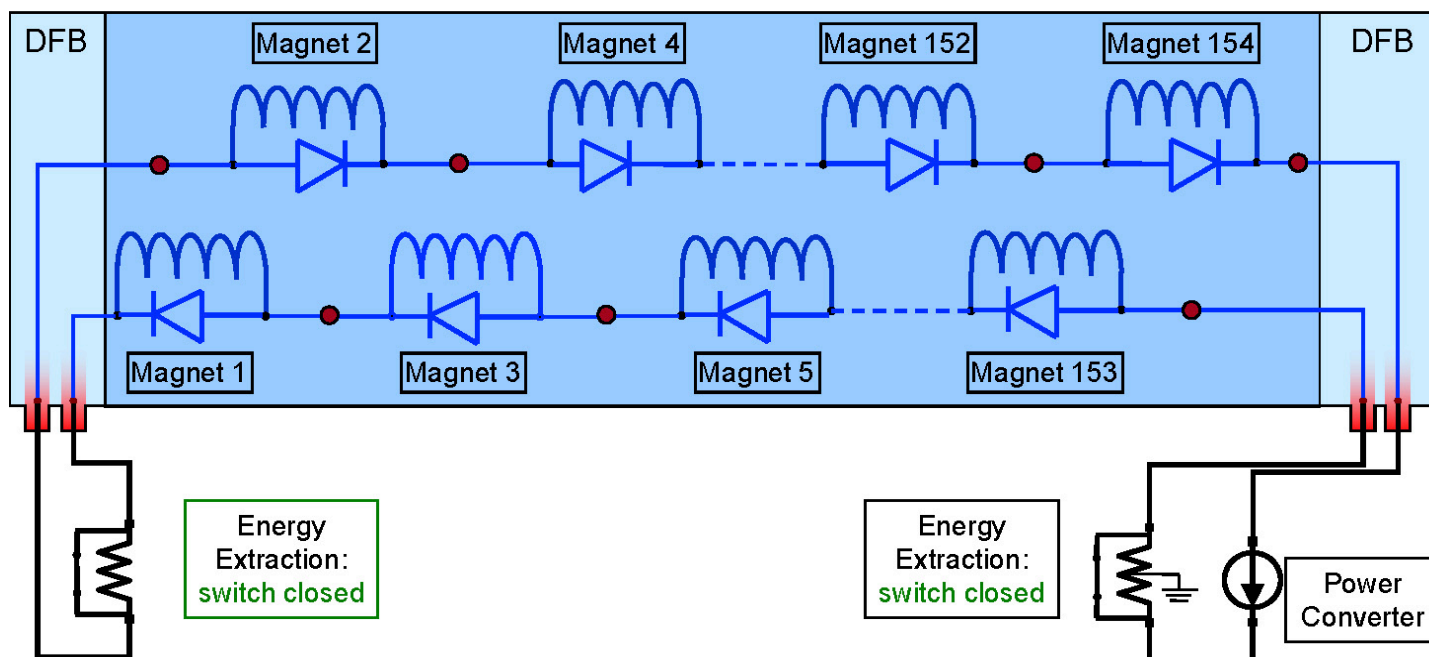 DFB
Magnet 2
Magnet 4
Magnet 152
Magnet 154
DFB
Magnet 1
Magnet 3
Magnet 5
Magnet 153
Energy
Extraction:
switch closed
Energy
Extraction:
switch closed
Power
Converter